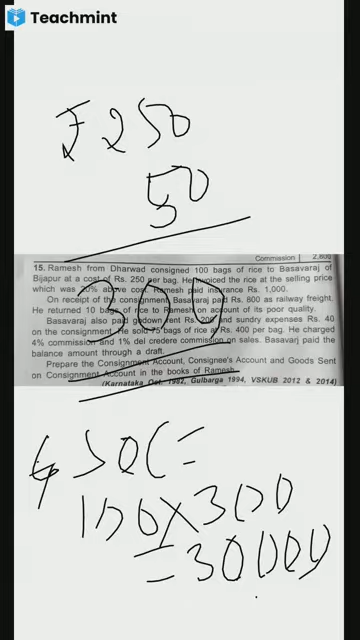 Teachmint
₹ 250
50
Commission 2,800
15. Ramesh from Dharwad consigned 100 bags of rice to Basavaraj of
Bijapur at a cost of Rs. 250 per bag. He invoiced the rice at the selling
price which was 20% above cost. Ramesh paid insurance Rs. 1,000.
On receipt of the consignment Basavaraj paid Rs. 800 as railway freight.
He returned 10 bags of rice to Ramesh on account of its poor quality.
Basavaraj also paid godown rent Rs. 200 and sundry expenses Rs. 40
on the consignment. He sold 75 bags of rice at Rs. 400 per bag. He charged
4% commission and 1% del credere commission on sales. Basavaraj paid the
balance amount through a draft.
Prepare the Consignment Account, Consignee's Account and Goods Sent
on Consignment Account in the books of Ramesh.
(Karnataka Oct. 1982, Gulbarga 1994, VSKUB 2012 & 2014)
300
100 X 300
= 30000